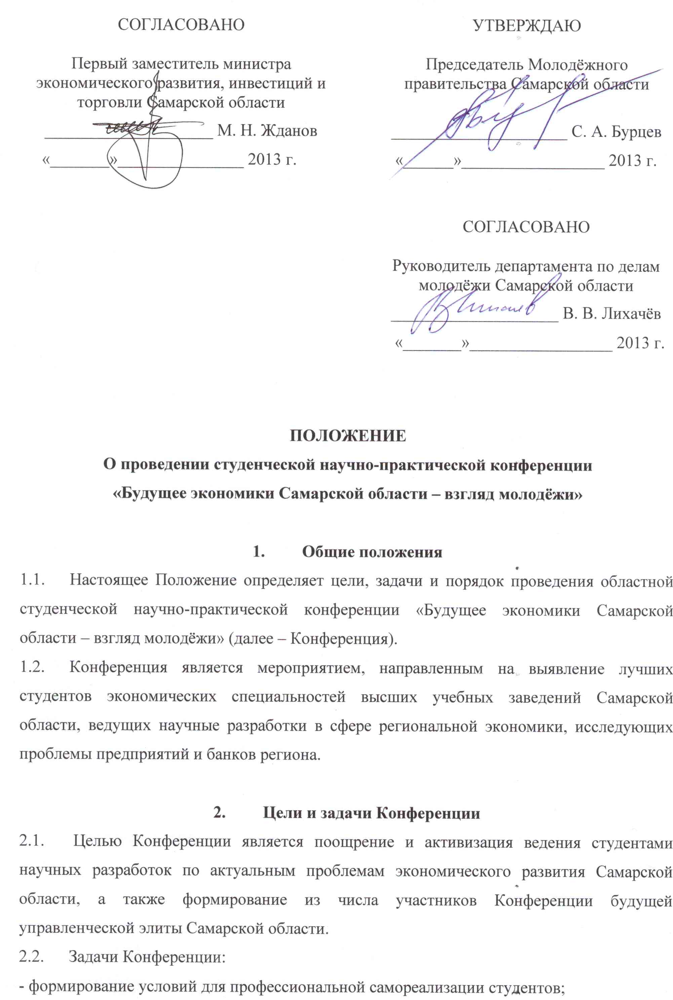 СОГЛАСОВАНО
Первый заместитель министра
экономического развития, инвестиций и
торговли Самарской области
____________________ М. Н. Жданов
«_______»_______________ 2013 г.
УТВЕРЖДАЮ
Председатель Молодёжного
правительства Самарской области
_____________________ С. А. Бурцев
«______»_________________ 2013 г.
СОГЛАСОВАНО
Руководитель департамента по делам
молодёжи Самарской области
____________________ В. В. Лихачёв
«_______»_________________ 2013 г.
ПОЛОЖЕНИЕ
О проведении студенческой научно-практической конференции
«Будущее экономики Самарской области – взгляд молодёжи»
1. Общие положения
1.1. Настоящее Положение определяет цели, задачи и порядок проведения областной
студенческой научно-практической конференции «Будущее экономики Самарской
области – взгляд молодёжи» (далее – Конференция).
1.2. Конференция является мероприятием, направленным на выявление лучших
студентов экономических специальностей высших учебных заведений Самарской
области, ведущих научные разработки в сфере региональной экономики, исследующих
проблемы предприятий и банков региона.
2. Цели и задачи Конференции
2.1. Целью Конференции является поощрение и активизация ведения студентами
научных разработок по актуальным проблемам экономического развития Самарской
области, а также формирование из числа участников Конференции будущей
управленческой элиты Самарской области.
2.2. Задачи Конференции:
- формирование условий для профессиональной самореализации студентов;